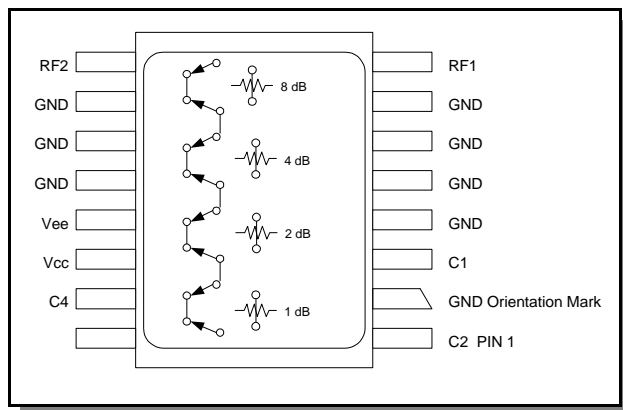 RF2
RF1
8 dB
GND
GND
GND
GND
4 dB
GND
GND
Vee
GND
2 dB
Vcc
C1
C4
GND Orientation Mark
1 dB
C2 PIN 1